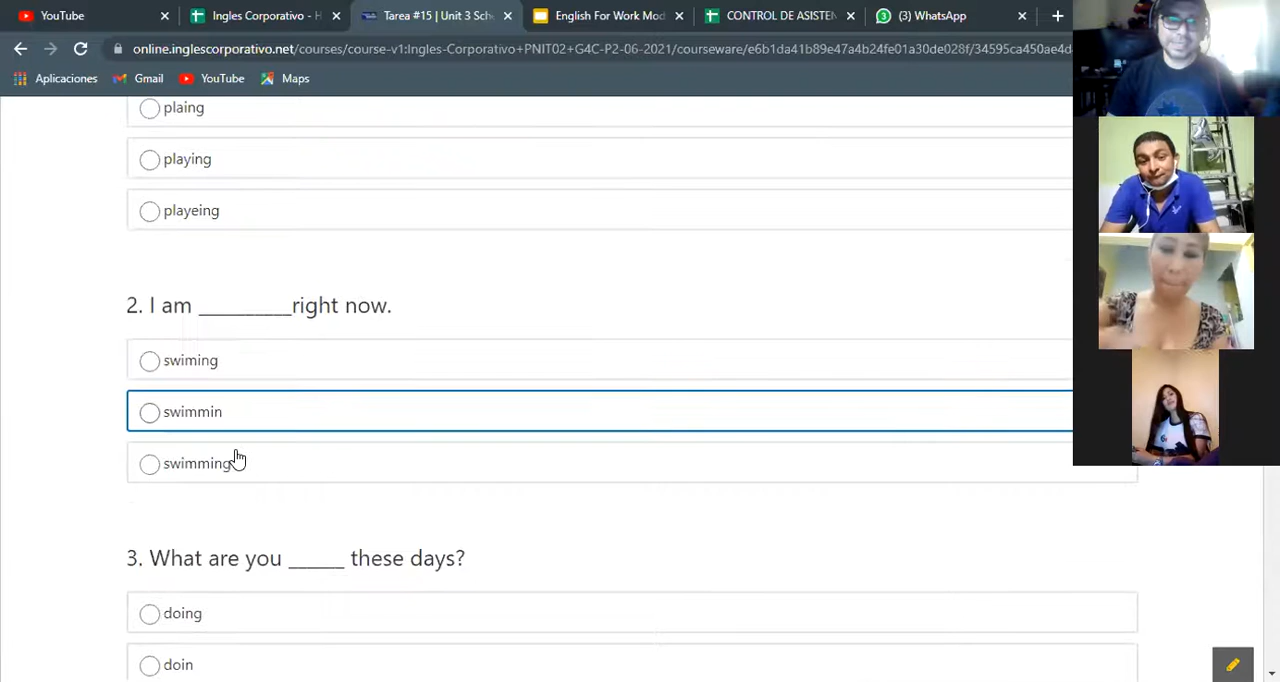 YouTube
Ingles Corporativo - H
Tarea #15 | Unit 3 Sch
English For Work Mod
CONTROL DE ASISTEN
(3) WhatsApp
online.inglescorporativo.net/courses/course-v1:Ingles-Corporativo+PNIT02+G4C-P2-06-2021/courseware/e6b1da41b89e47a4b24fe01a30de028f/34595ca450ae4d
Aplicaciones
Gmail
YouTube
Maps
plaing
playing
playeing
2. I am _________right now.
swiming
swimmin
swimming
3. What are you _____ these days?
doing
doin